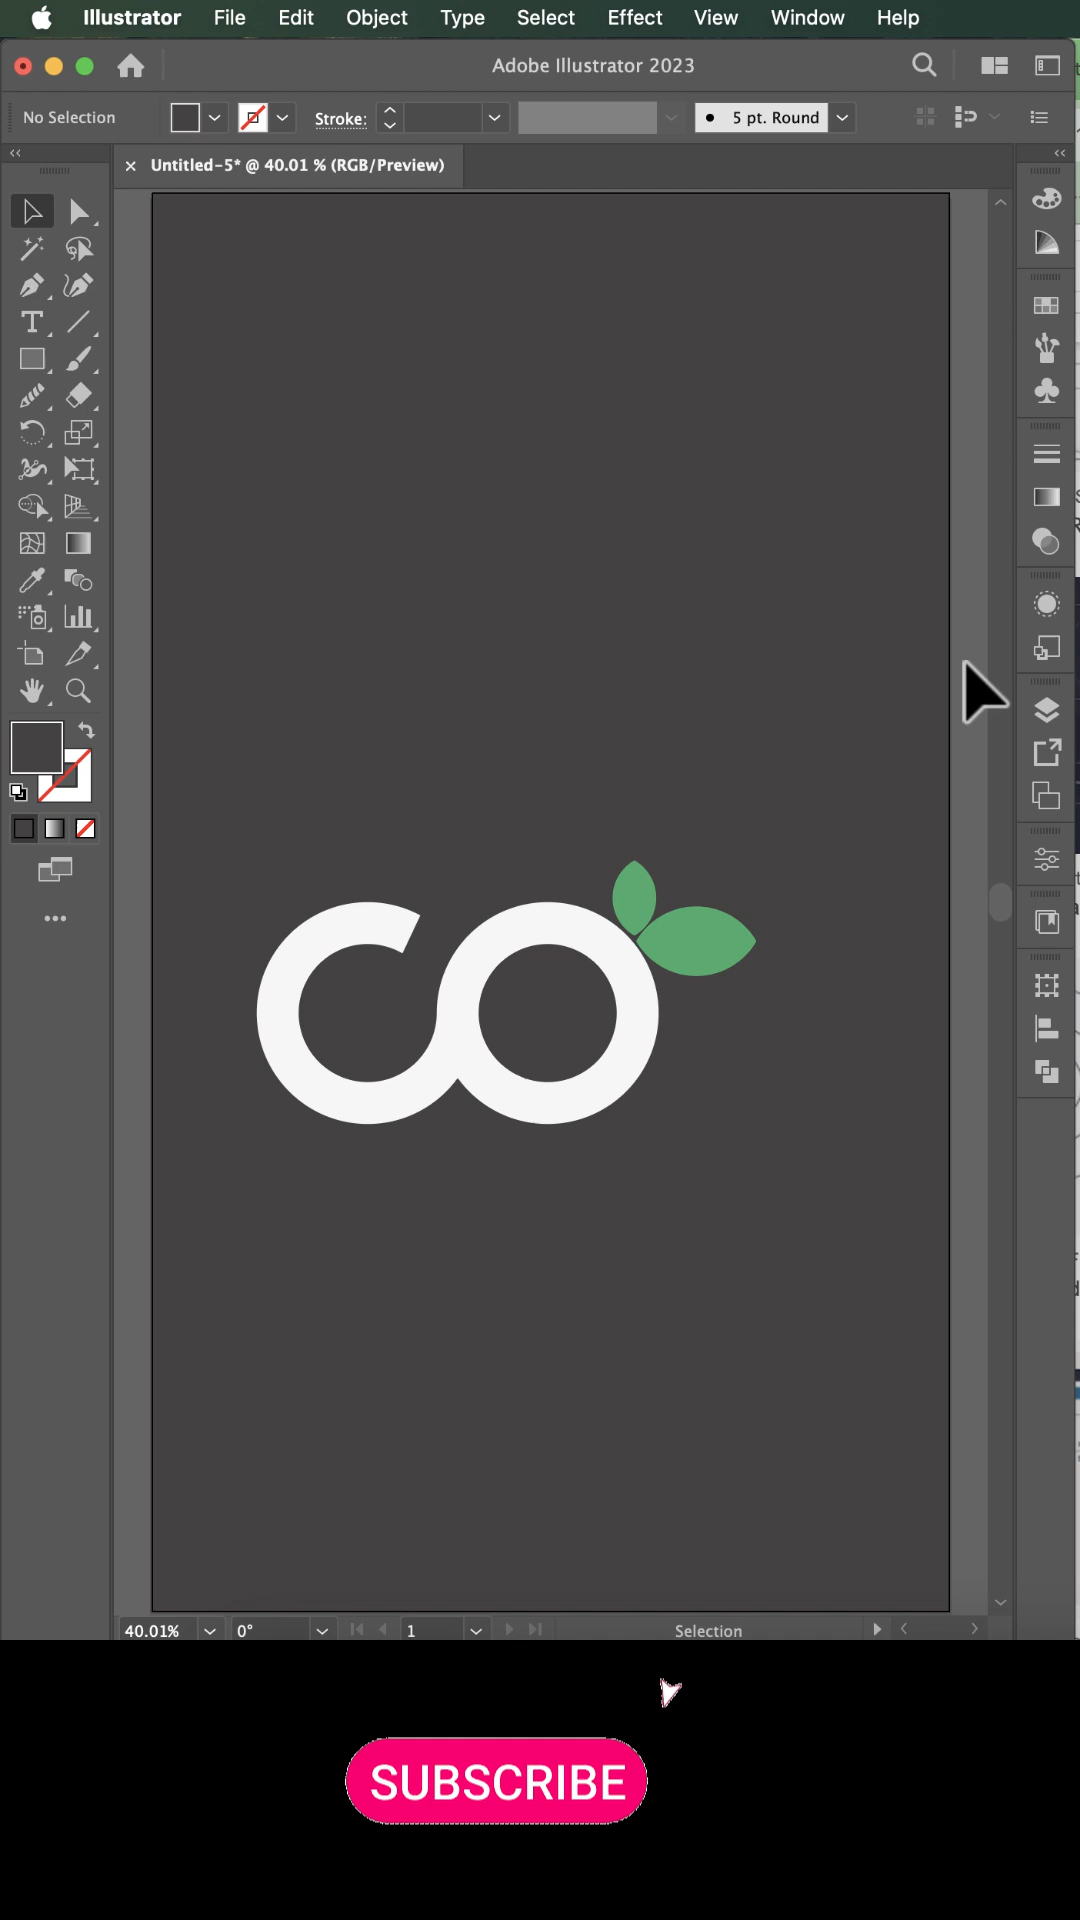 Illustrator File Edit Object Type Select Effect View Window Help
Adobe Illustrator 2023
No Selection Stroke: 5 pt. Round
× Untitled-5* @ 40.01 % (RGB/Preview)
co
40.01% 0° 1 Selection
SUBSCRIBE